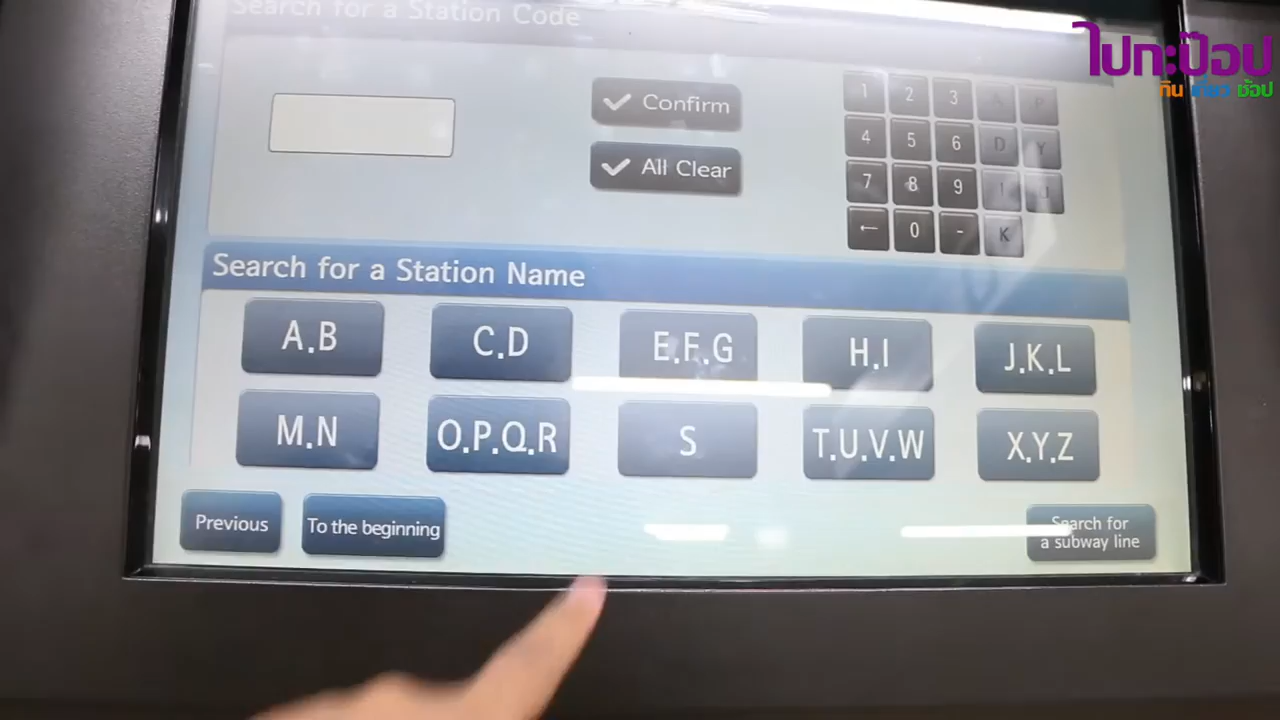 Search for a Station Code
ไปกะป๊อป
กิน เที่ยว ช้อป
✓ Confirm
✓ All Clear
1 2 3 P
4 5 6 D Y
7 8 9 J
← 0 - K
Search for a Station Name
A.B C.D E.F.G H.I J.K.L
M.N O.P.Q.R S T.U.V.W X.Y.Z
Previous
To the beginning
Search for
a subway line